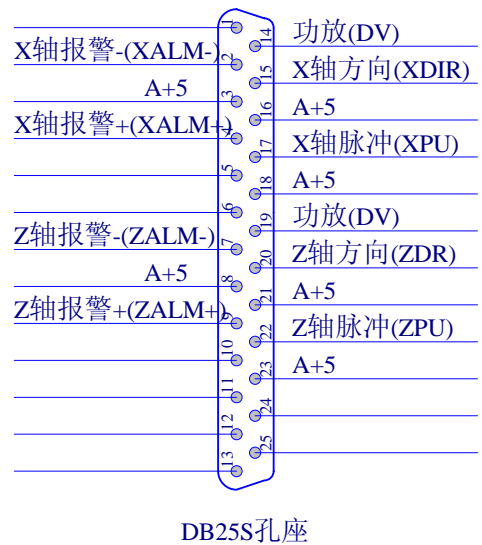 1
X轴报警-(XALM-) 2
A+5 3
X轴报警+(XALM+) 4
5
6
Z轴报警-(ZALM-) 7
A+5 8
Z轴报警+(ZALM+) 9
10
11
12
13
14 功放(DV)
15 X轴方向(XDIR)
16 A+5
17 X轴脉冲(XPU)
18 A+5
19 功放(DV)
20 Z轴方向(ZDR)
21 A+5
22 Z轴脉冲(ZPU)
23 A+5
24
25
DB25S孔座